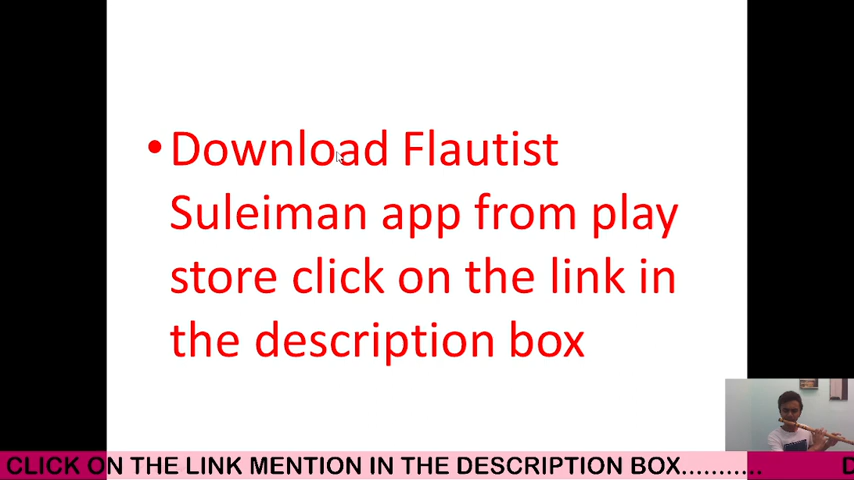 •Download Flautist
Suleiman app from play
store click on the link in
the description box
CLICK ON THE LINK MENTION IN THE DESCRIPTION BOX........... D